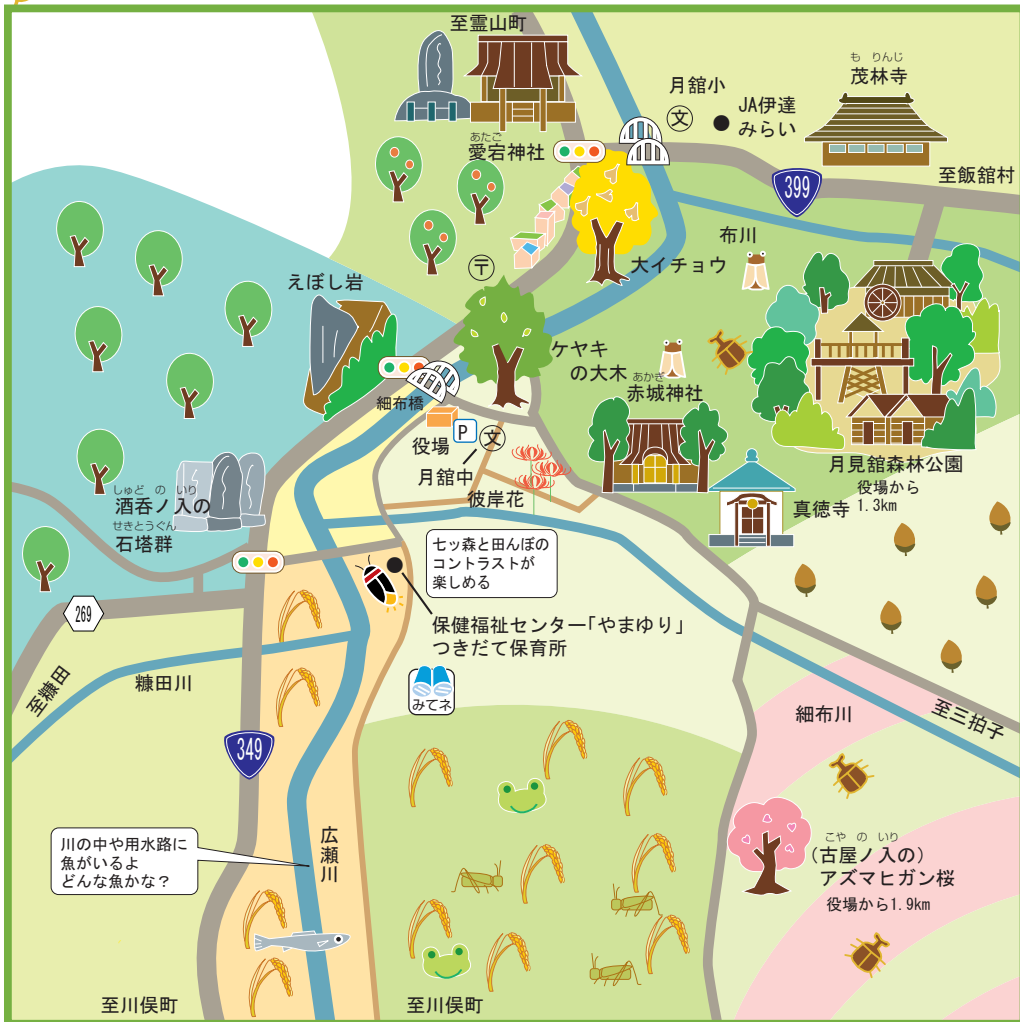 至霊山町
もりんじ
茂林寺
月舘小
文
JA伊達
みらい
あたご
愛宕神社
399
至飯舘村
布川
大イチョウ
〒
えぼし岩
ケヤキ
の大木
あかぎ
赤城神社
細布橋
役場
P
文
月舘中
彼岸花
月見舘森林公園
役場から
1.3km
真徳寺
しゅど の いり
酒呑ノ入の
せきとうぐん
石塔群
七ッ森と田んぼの
コントラストが
楽しめる
269
保健福祉センター「やまゆり」
つきだて保育所
みてネ
糠田川
至糠田
細布川
至三拍子
349
川の中や用水路に
魚がいるよ
どんな魚かな？
広瀬川
こや の いり
(古屋ノ入の)
アズマヒガン桜
役場から1.9km
至川俣町
至川俣町